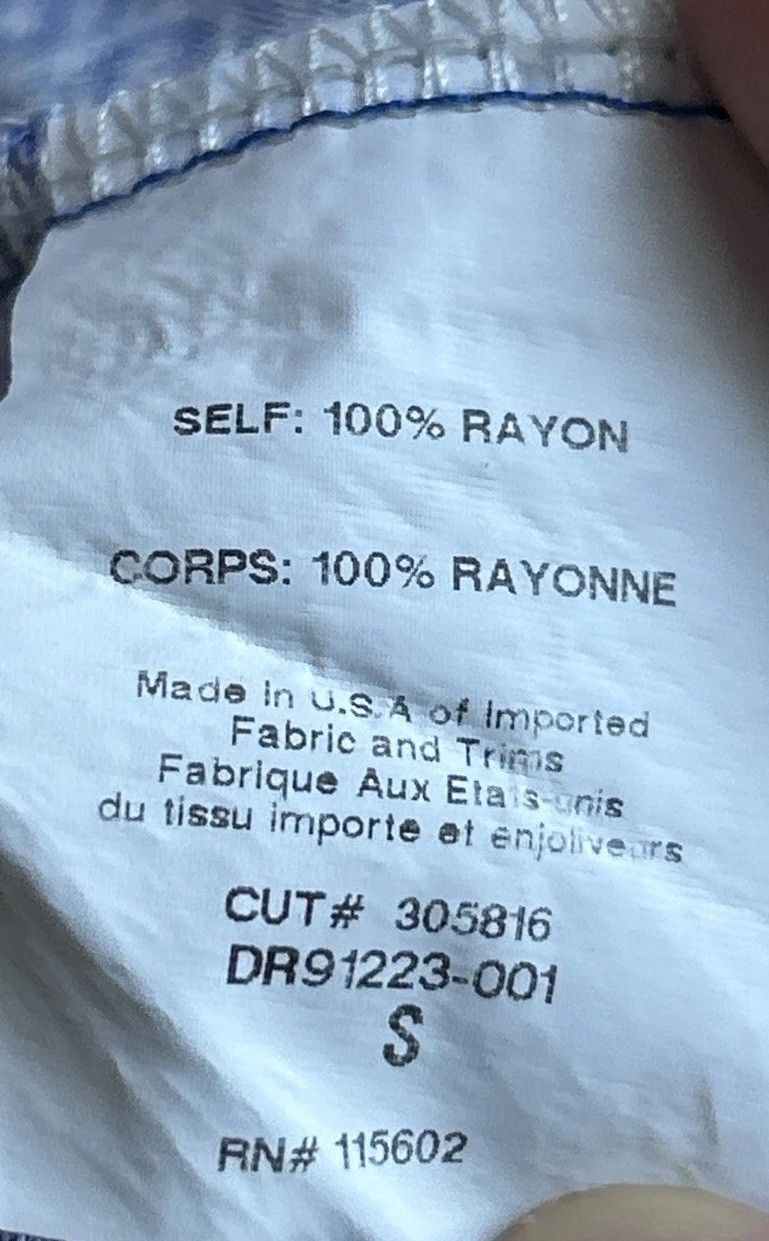 SELF: 100% RAYON
CORPS: 100% RAYONNE
Made in U.S.A of Imported
Fabric and Trims
Fabrique Aux Etats-unis
du tissu importe et enjoliveurs
CUT# 305816
DR91223-001
S
RN# 115602